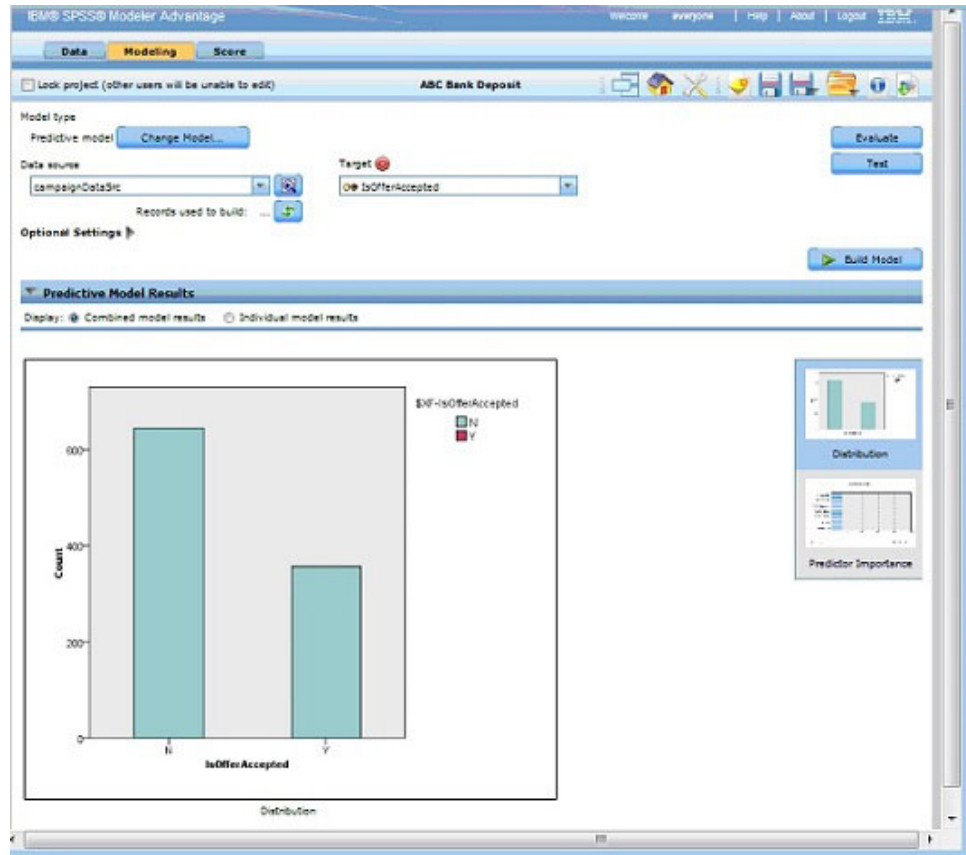 IBM® SPSS® Modeler Advantage Welcome everyone | Help | About | Logout IBM.
Data Modeling Score
Lock project (other users will be unable to edit) ABC Bank Deposit
Model type
Predictive model Change Model... Evaluate
Data source Target Test
campaignDataSrc IsOfferAccepted
Records used to build: ...
Optional Settings
Build Model
Predictive Model Results
Display: Combined model results Individual model results
$XF-IsOfferAccepted
N
Y
600
400
200
0
Count
N Y
IsOfferAccepted
Distribution
Distribution
Predictor Importance